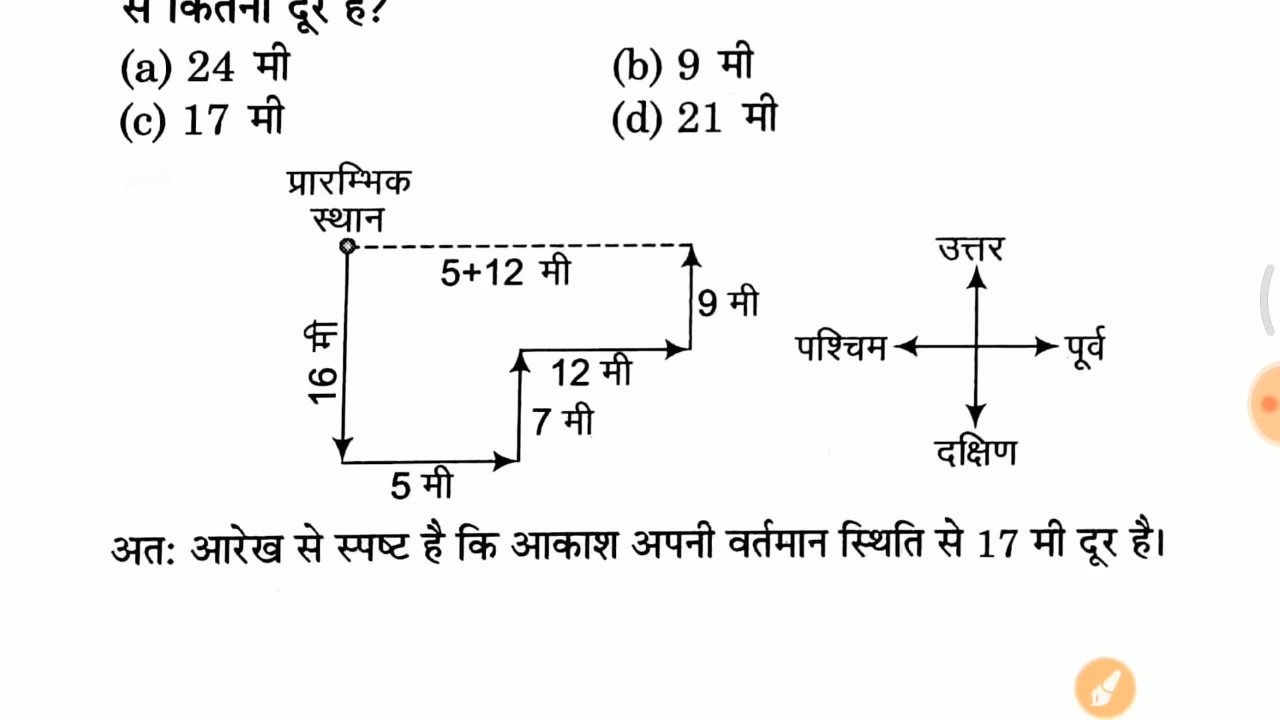 से कितनी दूर है?
(a) 24 मी (b) 9 मी
(c) 17 मी (d) 21 मी
प्रारम्भिक
स्थान
5+12 मी
9 मी
16 मी
12 मी
7 मी
5 मी
उत्तर
पश्चिम
पूर्व
दक्षिण
अत: आरेख से स्पष्ट है कि आकाश अपनी वर्तमान स्थिति से 17 मी दूर है।